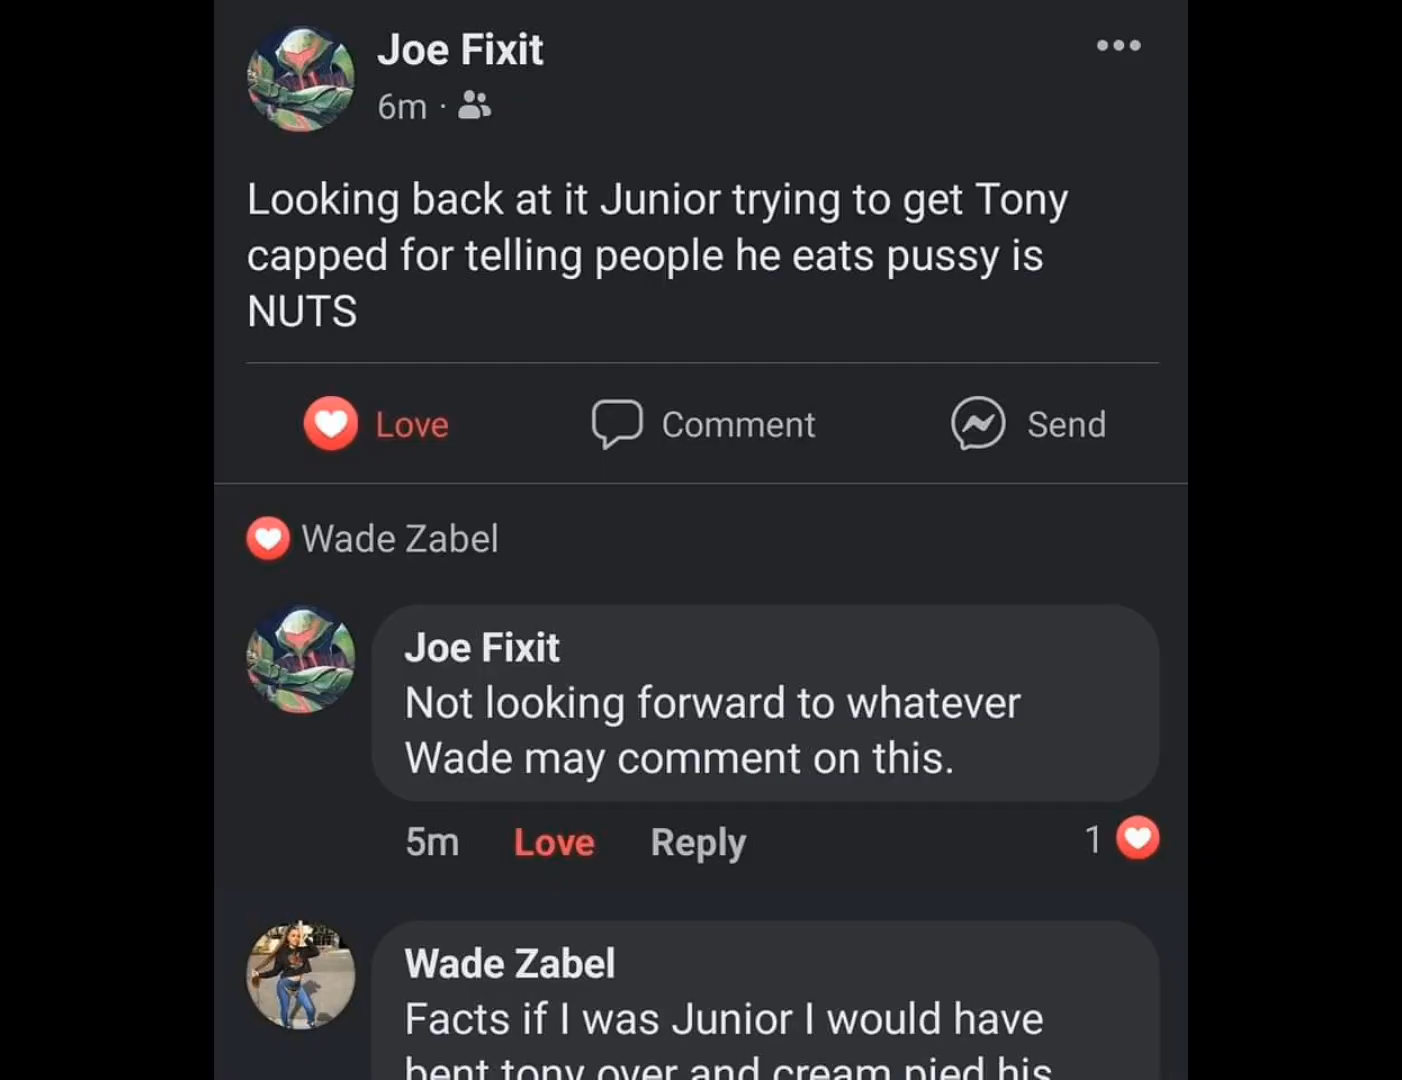 Joe Fixit
6m ·
Looking back at it Junior trying to get Tony
capped for telling people he eats pussy is
NUTS
Love
Comment
Send
Wade Zabel
Joe Fixit
Not looking forward to whatever
Wade may comment on this.
5m
Love
Reply
1
Wade Zabel
Facts if I was Junior I would have
bent tony over and cream pied his